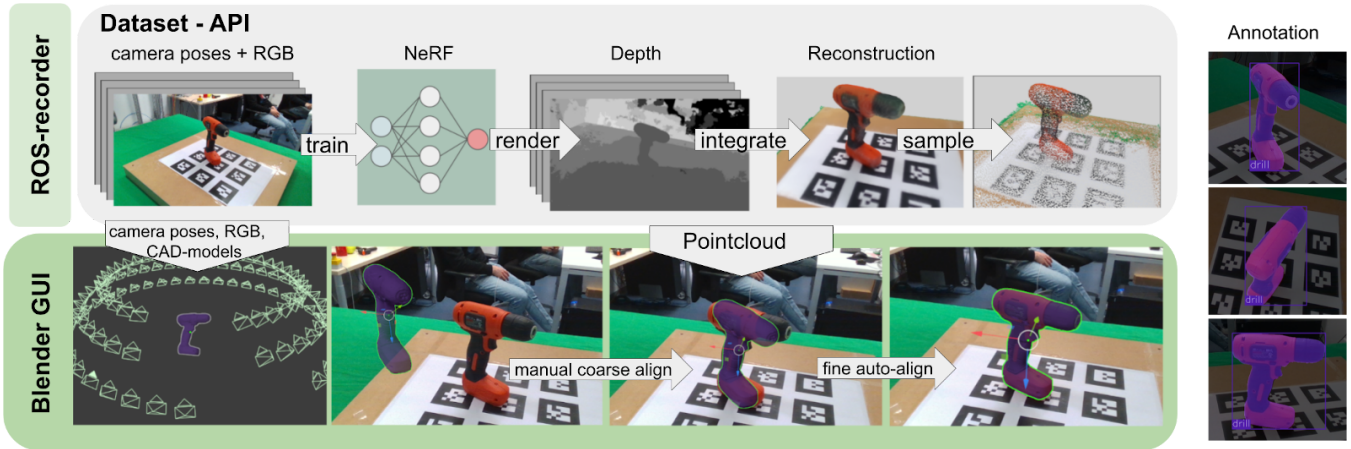 ROS-recorder
Dataset - API
camera poses + RGB
NeRF
Depth
Reconstruction
train
render
integrate
sample
Blender GUI
camera poses, RGB,
CAD-models
Pointcloud
manual coarse align
fine auto-align
Annotation
drill
drill
drill